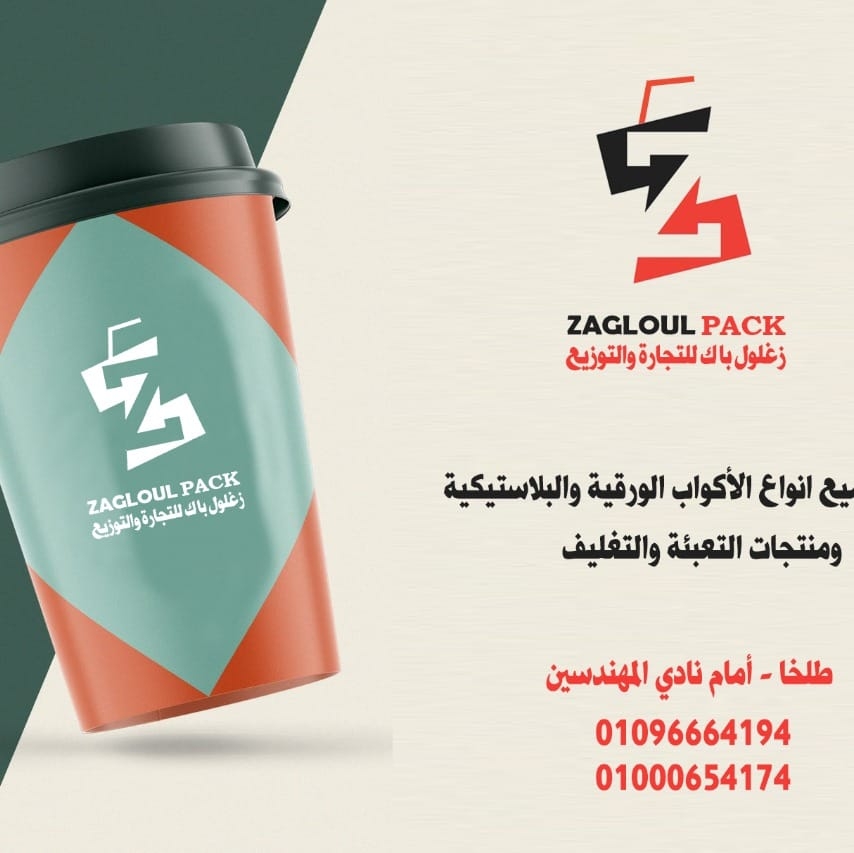 ZAGLOUL PACK
زغلول باك للتجارة والتوزيع
ZAGLOUL PACK
زغلول باك للتجارة والتوزيع
انواع الأكواب الورقية والبلاستيكية
ومنتجات التعبئة والتغليف
طلخا - أمام نادي المهندسين
01096664194
01000654174